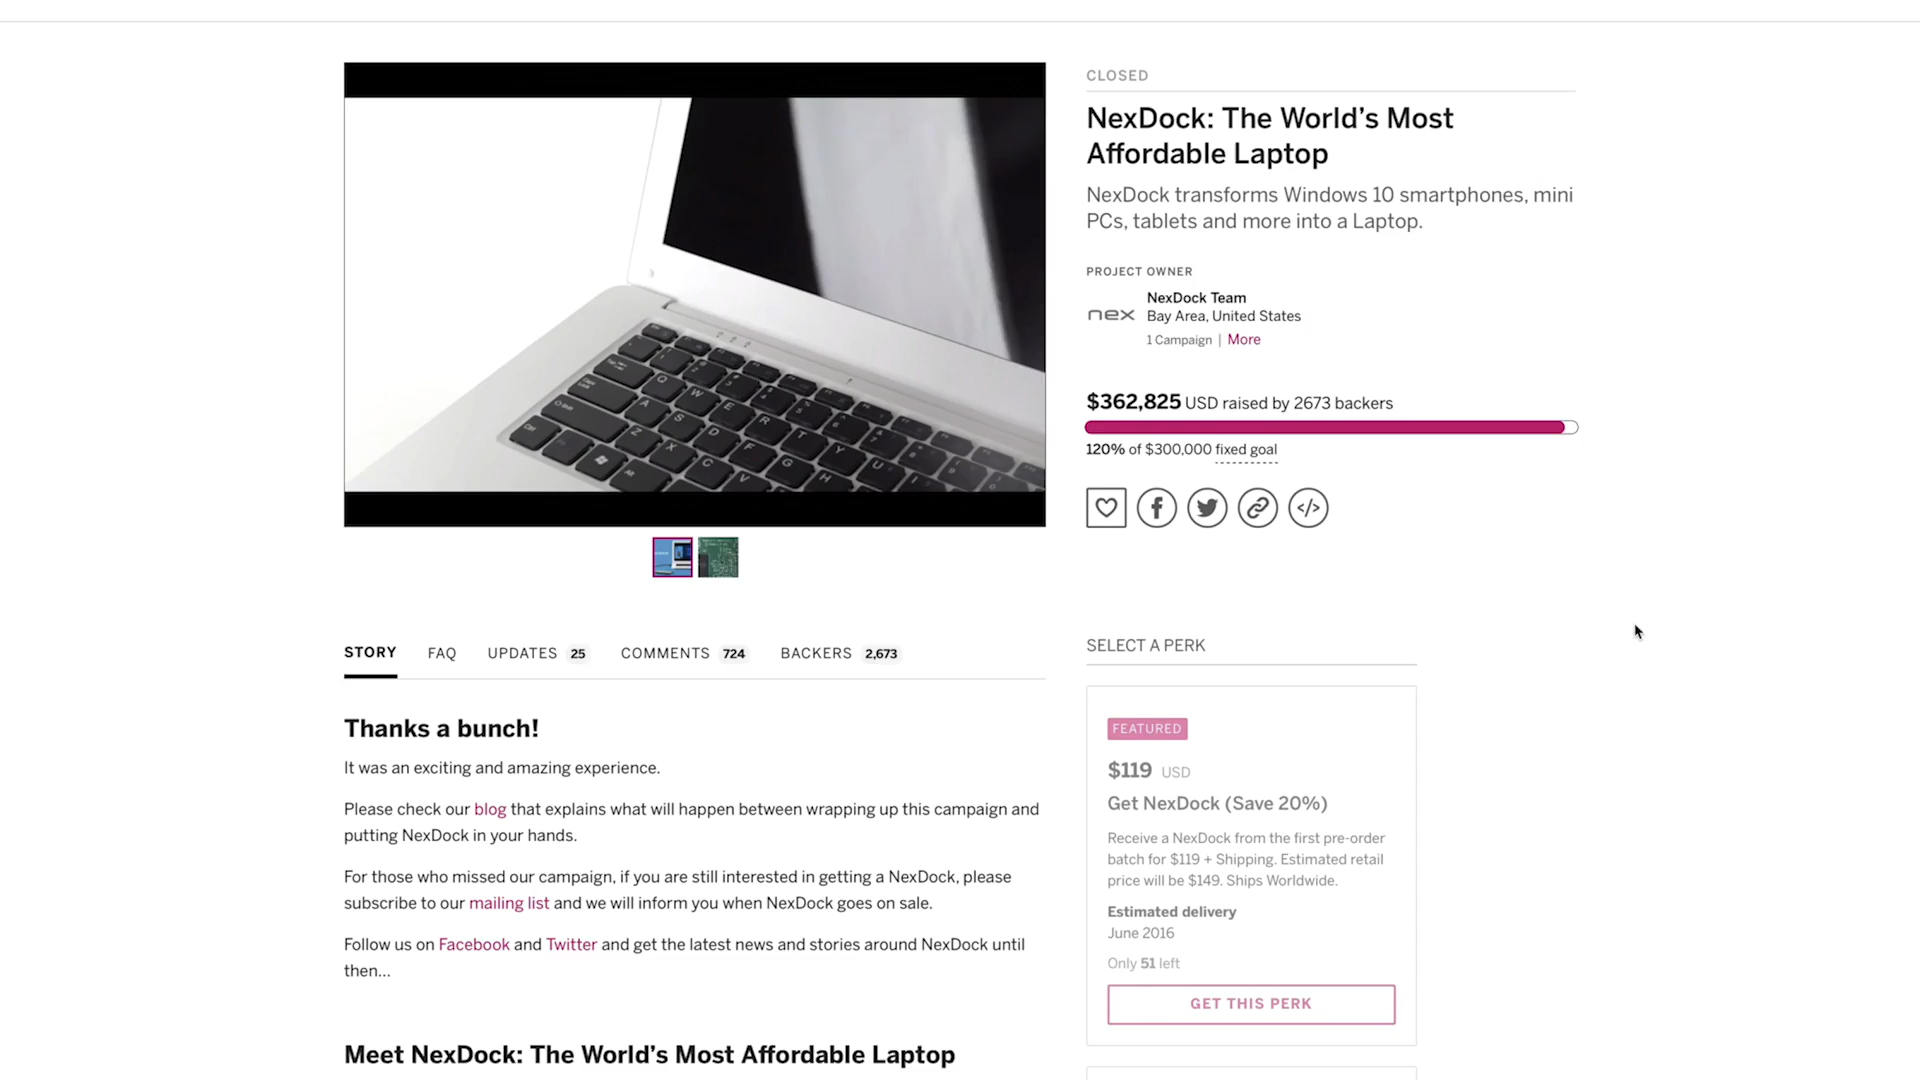 CLOSED
NexDock: The World’s Most
Affordable Laptop
NexDock transforms Windows 10 smartphones, mini
PCs, tablets and more into a Laptop.
PROJECT OWNER
nex
NexDock Team
Bay Area, United States
1 Campaign | More
$362,825 USD raised by 2673 backers
120% of $300,000 fixed goal
STORY FAQ UPDATES 25 COMMENTS 724 BACKERS 2,673
Thanks a bunch!
It was an exciting and amazing experience.
Please check our blog that explains what will happen between wrapping up this campaign and
putting NexDock in your hands.
For those who missed our campaign, if you are still interested in getting a NexDock, please
subscribe to our mailing list and we will inform you when NexDock goes on sale.
Follow us on Facebook and Twitter and get the latest news and stories around NexDock until
then...
Meet NexDock: The World’s Most Affordable Laptop
SELECT A PERK
FEATURED
$119 USD
Get NexDock (Save 20%)
Receive a NexDock from the first pre-order
batch for $119 + Shipping. Estimated retail
price will be $149. Ships Worldwide.
Estimated delivery
June 2016
Only 51 left
GET THIS PERK